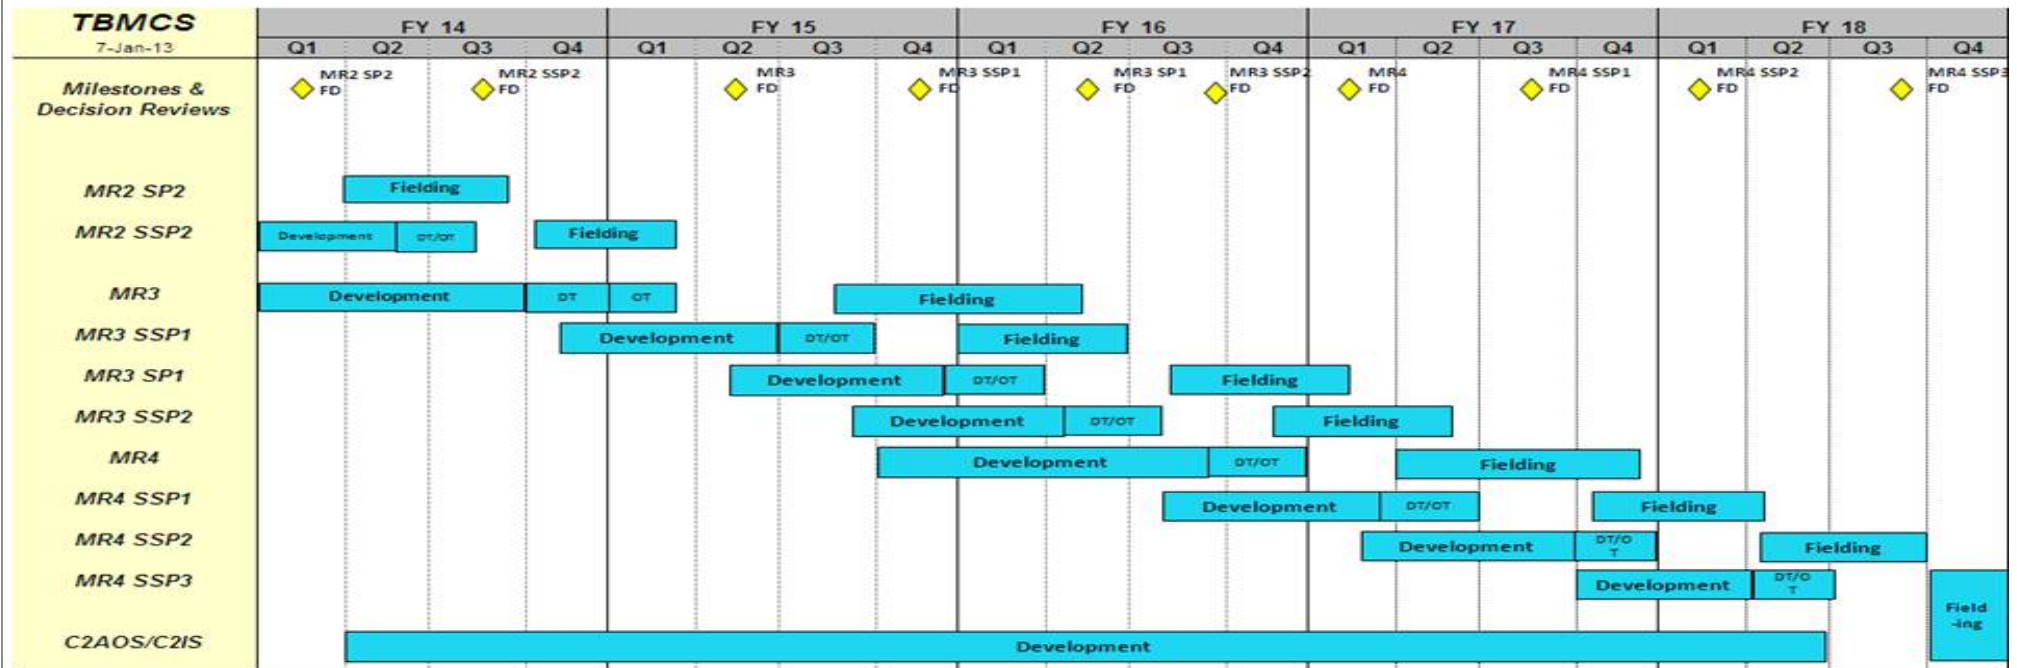 TBMCS
7-Jan-13
FY 14 FY 15 FY 16 FY 17 FY 18
Q1 Q2 Q3 Q4 Q1 Q2 Q3 Q4 Q1 Q2 Q3 Q4 Q1 Q2 Q3 Q4 Q1 Q2 Q3 Q4
Milestones &
Decision Reviews
MR2 SP2
FD
MR2 SSP2
FD
MR3
FD
MR3 SSP1
FD
MR3 SP1
FD
MR3 SSP2
FD
MR4
FD
MR4 SSP1
FD
MR4 SSP2
FD
MR4 SSP3
FD
MR2 SP2 Fielding
MR2 SSP2 Development DT/OT Fielding
MR3 Development DT OT Fielding
MR3 SSP1 Development DT/OT Fielding
MR3 SP1 Development DT/OT Fielding
MR3 SSP2 Development DT/OT Fielding
MR4 Development DT/OT Fielding
MR4 SSP1 Development DT/OT Fielding
MR4 SSP2 Development DT/O
T
Fielding
MR4 SSP3 Development DT/O
T
Field
-ing
C2AOS/C2IS Development